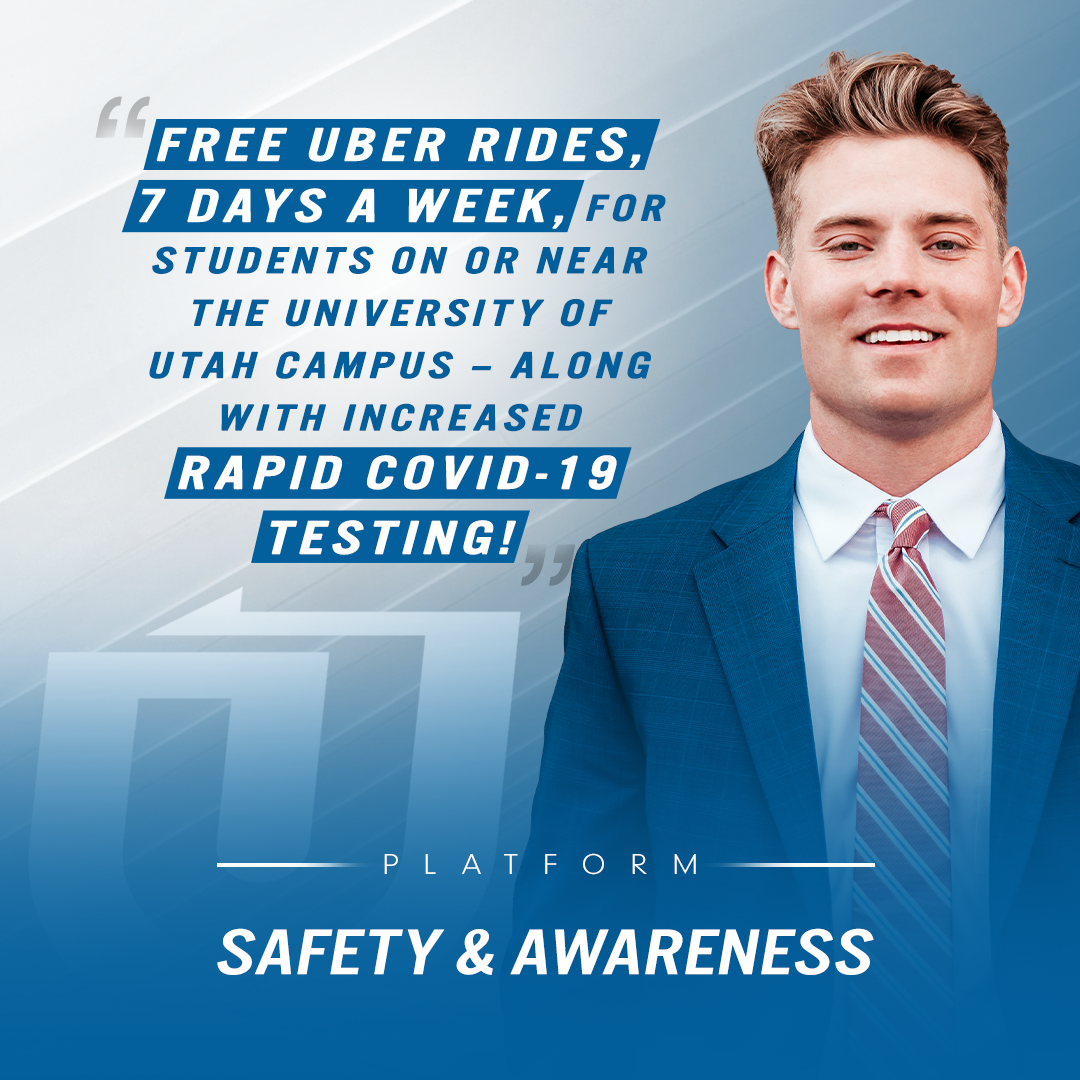 “FREE UBER RIDES,
7 DAYS A WEEK, FOR
STUDENTS ON OR NEAR
THE UNIVERSITY OF
UTAH CAMPUS – ALONG
WITH INCREASED
RAPID COVID-19
TESTING!”
U
PLATFORM
SAFETY & AWARENESS